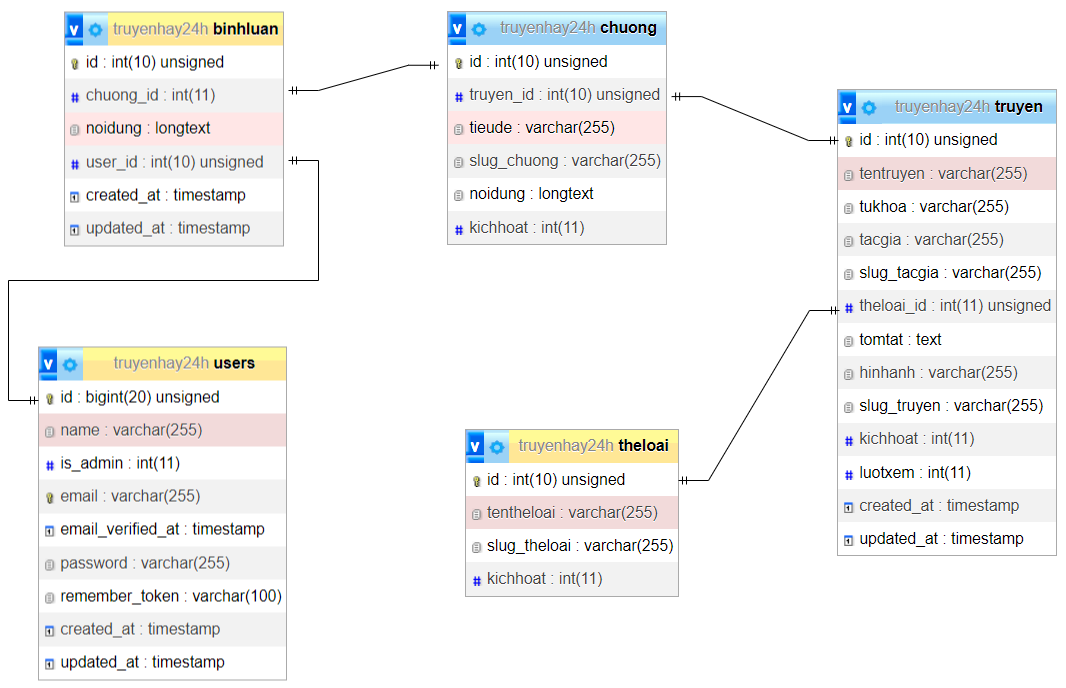 truyenhay24h binhluan
id : int(10) unsigned
chuong_id : int(11)
noidung : longtext
user_id : int(10) unsigned
created_at : timestamp
updated_at : timestamp
truyenhay24h chuong
id : int(10) unsigned
truyen_id : int(10) unsigned
tieude : varchar(255)
slug_chuong : varchar(255)
noidung : longtext
kichhoat : int(11)
truyenhay24h truyen
id : int(10) unsigned
tentruyen : varchar(255)
tukhoa : varchar(255)
tacgia : varchar(255)
slug_tacgia : varchar(255)
theloai_id : int(11) unsigned
tomtat : text
hinhanh : varchar(255)
slug_truyen : varchar(255)
kichhoat : int(11)
luotxem : int(11)
created_at : timestamp
updated_at : timestamp
truyenhay24h users
id : bigint(20) unsigned
name : varchar(255)
is_admin : int(11)
email : varchar(255)
email_verified_at : timestamp
password : varchar(255)
remember_token : varchar(100)
created_at : timestamp
updated_at : timestamp
truyenhay24h theloai
id : int(10) unsigned
tentheloai : varchar(255)
slug_theloai : varchar(255)
kichhoat : int(11)